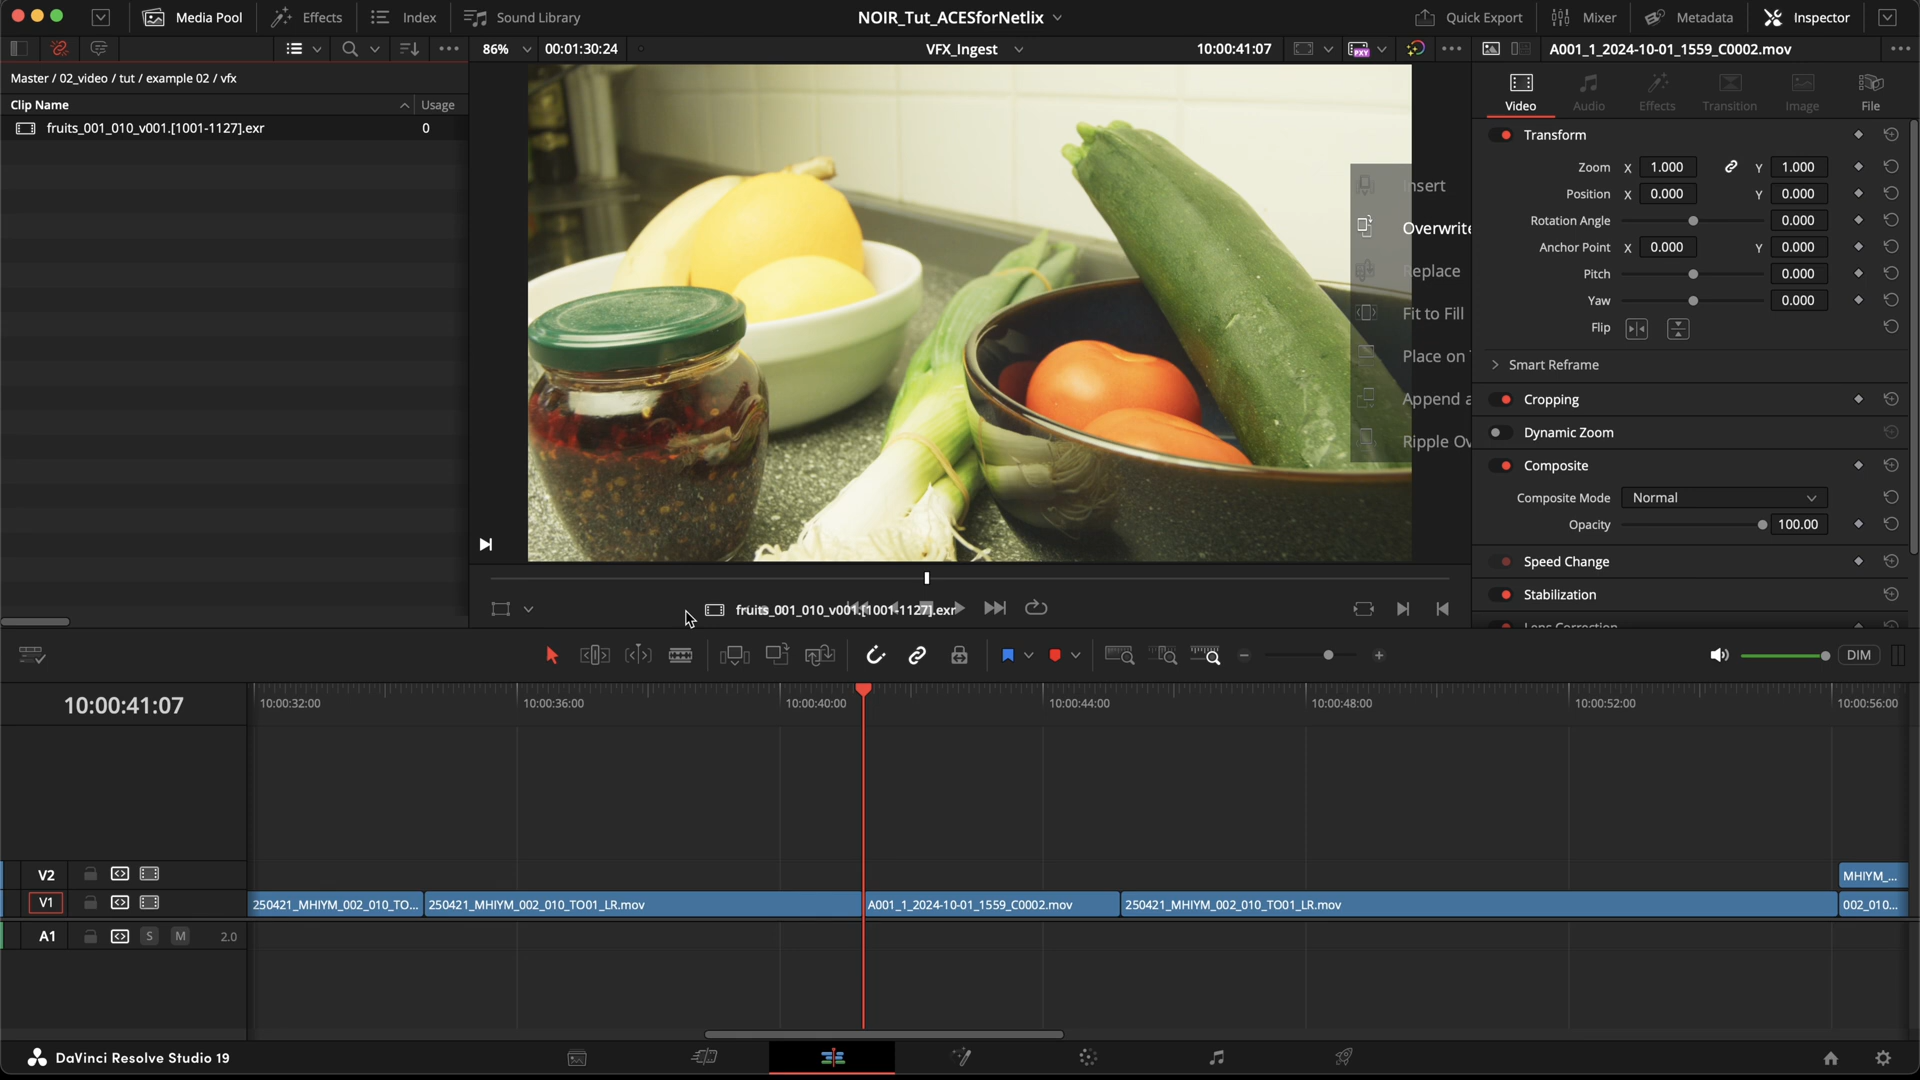 Media Pool
Effects
Index
Sound Library
NOIR_Tut_ACESforNetlix
Quick Export
Mixer
Metadata
Inspector
86%
00:01:30:24
VFX_Ingest
10:00:41:07
PXY
A001_1_2024-10-01_1559_C0002.mov
Master / 02_video / tut / example 02 / vfx
Clip Name
Usage
fruits_001_010_v001.[1001-1127].exr
0
Video
Audio
Effects
Transition
Image
File
Transform
Zoom X 1.000 Y 1.000
Position X 0.000 Y 0.000
Rotation Angle 0.000
Anchor Point X 0.000 Y 0.000
Pitch 0.000
Yaw 0.000
Flip
Smart Reframe
Cropping
Dynamic Zoom
Composite
Composite Mode Normal
Opacity 100.00
Speed Change
Stabilization
Lens Correction
Insert
Overwrite
Replace
Fit to Fill
Place on T
Append a
Ripple Ov
fruits_001_010_v001.[1001-1127].exr
DIM
10:00:41:07
10:00:32:00
10:00:36:00
10:00:40:00
10:00:44:00
10:00:48:00
10:00:52:00
10:00:56:00
V2
MHIYM_...
V1
250421_MHIYM_002_010_TO...
250421_MHIYM_002_010_TO01_LR.mov
A001_1_2024-10-01_1559_C0002.mov
250421_MHIYM_002_010_TO01_LR.mov
002_010...
A1 S M 2.0
DaVinci Resolve Studio 19